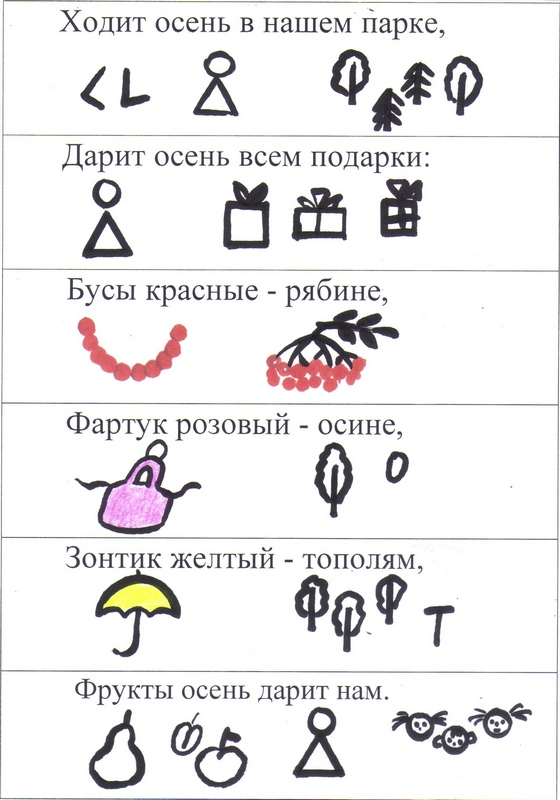 Ходит осень в нашем парке,
Дарит осень всем подарки:
Бусы красные - рябине,
Фартук розовый - осине,
О
Зонтик желтый - тополям,
Т
Фрукты осень дарит нам.